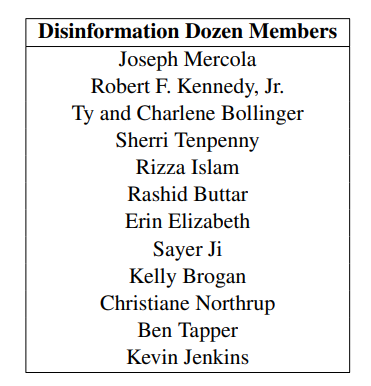 Disinformation Dozen Members
Joseph Mercola
Robert F. Kennedy, Jr.
Ty and Charlene Bollinger
Sherri Tenpenny
Rizza Islam
Rashid Buttar
Erin Elizabeth
Sayer Ji
Kelly Brogan
Christiane Northrup
Ben Tapper
Kevin Jenkins